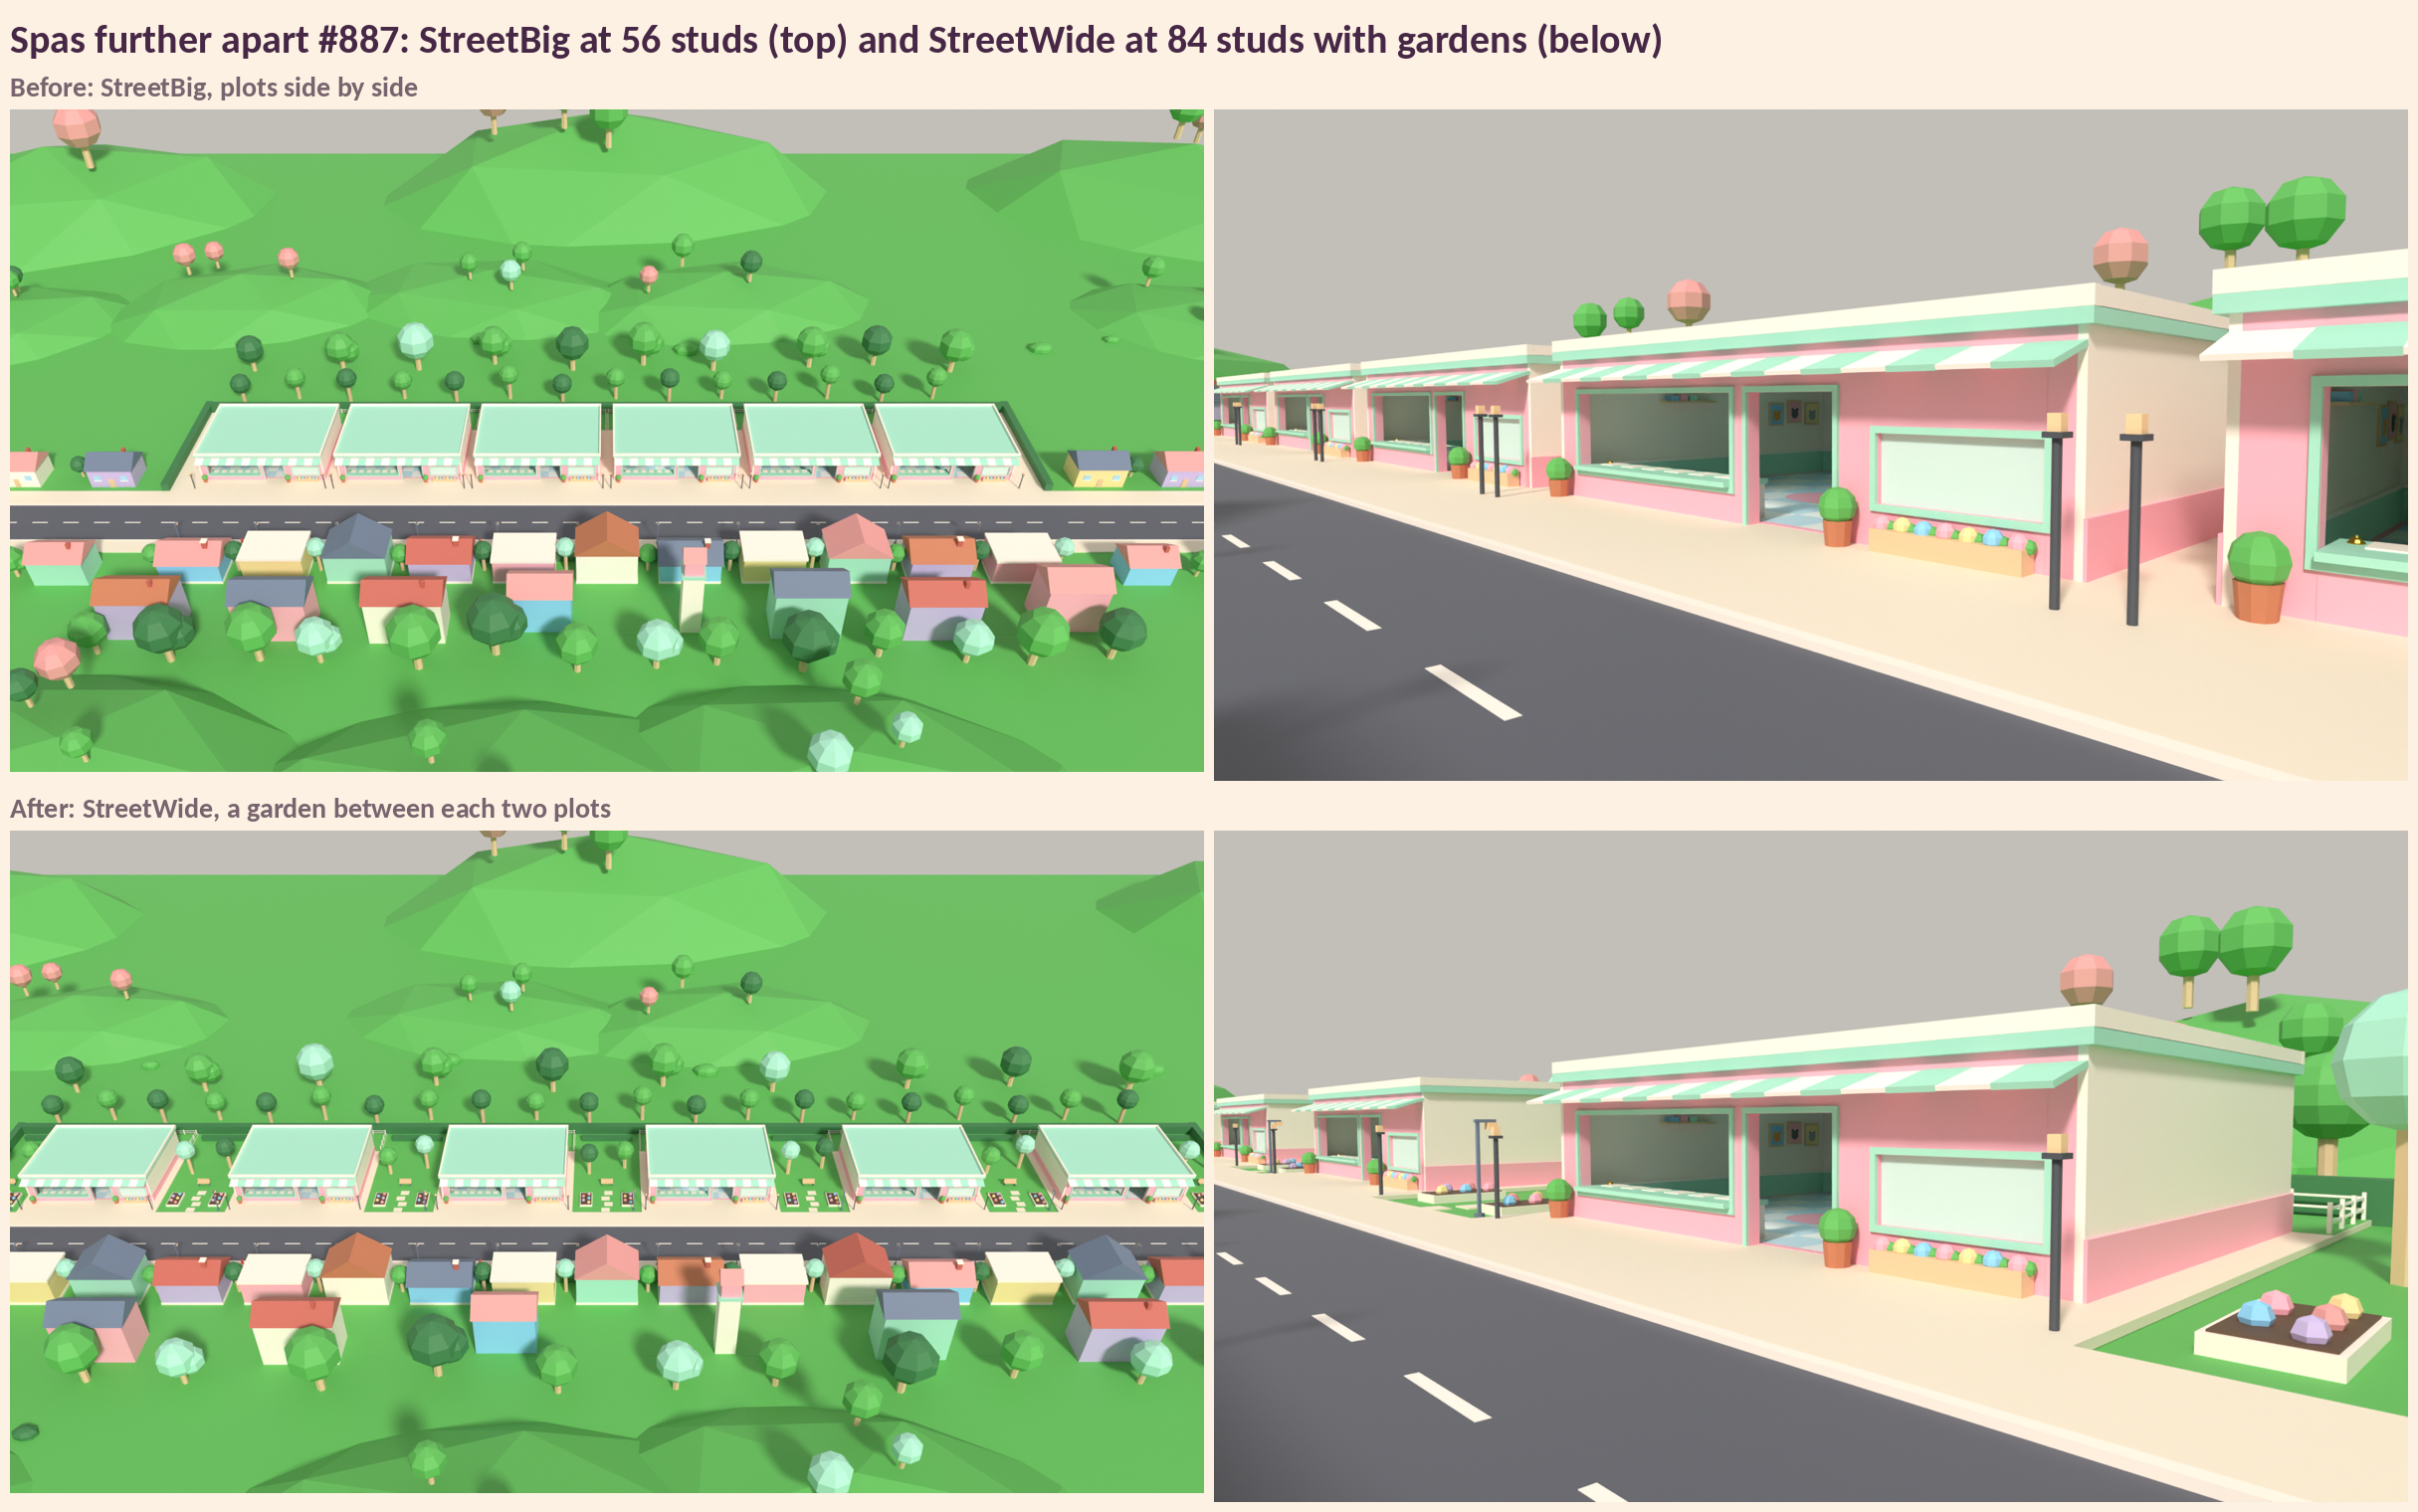 Spas further apart #887: StreetBig at 56 studs (top) and StreetWide at 84 studs with gardens (below)
Before: StreetBig, plots side by side
After: StreetWide, a garden between each two plots